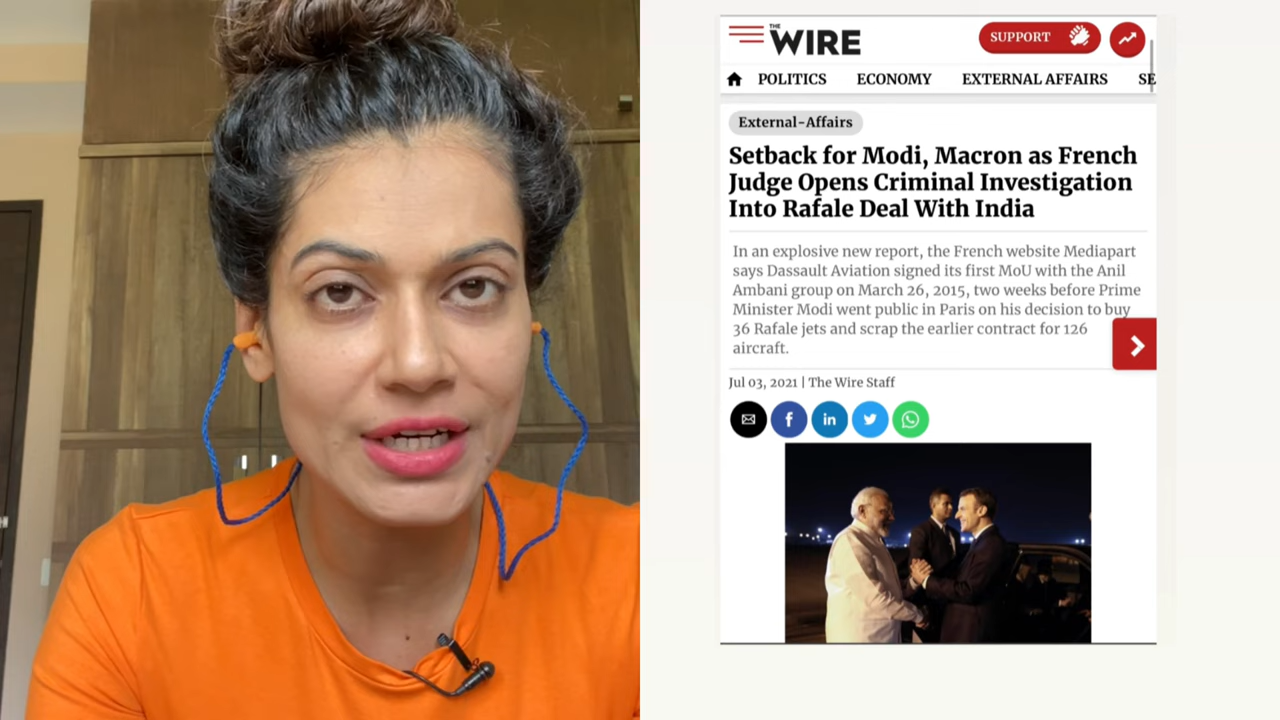 THE
WIRE
SUPPORT
POLITICS ECONOMY EXTERNAL AFFAIRS SE
External-Affairs
Setback for Modi, Macron as French
Judge Opens Criminal Investigation
Into Rafale Deal With India
In an explosive new report, the French website Mediapart
says Dassault Aviation signed its first MoU with the Anil
Ambani group on March 26, 2015, two weeks before Prime
Minister Modi went public in Paris on his decision to buy
36 Rafale jets and scrap the earlier contract for 126
aircraft.
Jul 03, 2021 | The Wire Staff